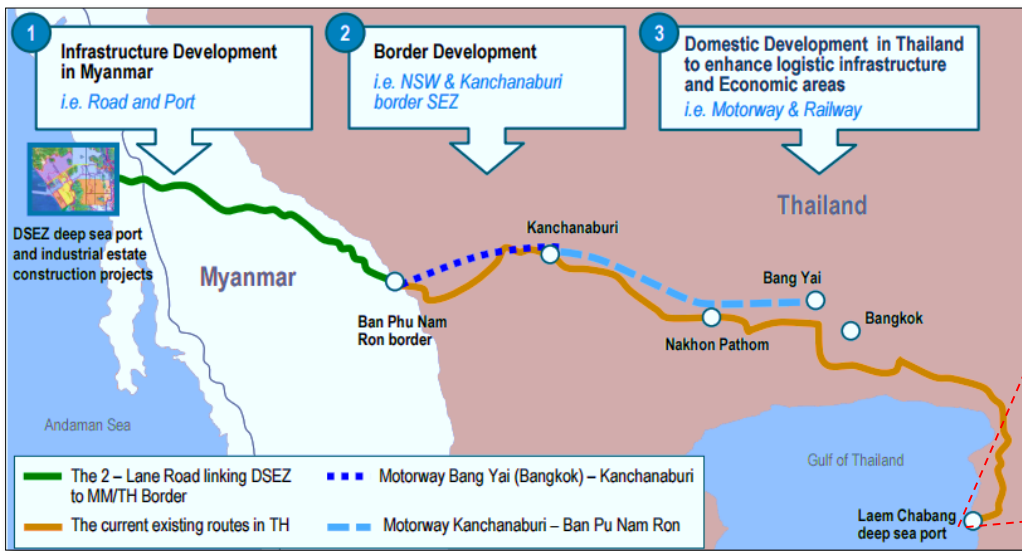 1
Infrastructure Development
in Myanmar
i.e. Road and Port
2
Border Development
i.e. NSW & Kanchanaburi
border SEZ
3
Domestic Development in Thailand
to enhance logistic infrastructure
and Economic areas
i.e. Motorway & Railway
DSEZ deep sea port
and industrial estate
construction projects
Myanmar
Thailand
Kanchanaburi
Bang Yai
Bangkok
Ban Phu Nam
Ron border
Nakhon Pathom
Andaman Sea
Gulf of Thailand
Laem Chabang
deep sea port
The 2 – Lane Road linking DSEZ
to MM/TH Border
The current existing routes in TH
Motorway Bang Yai (Bangkok) – Kanchanaburi
Motorway Kanchanaburi – Ban Pu Nam Ron